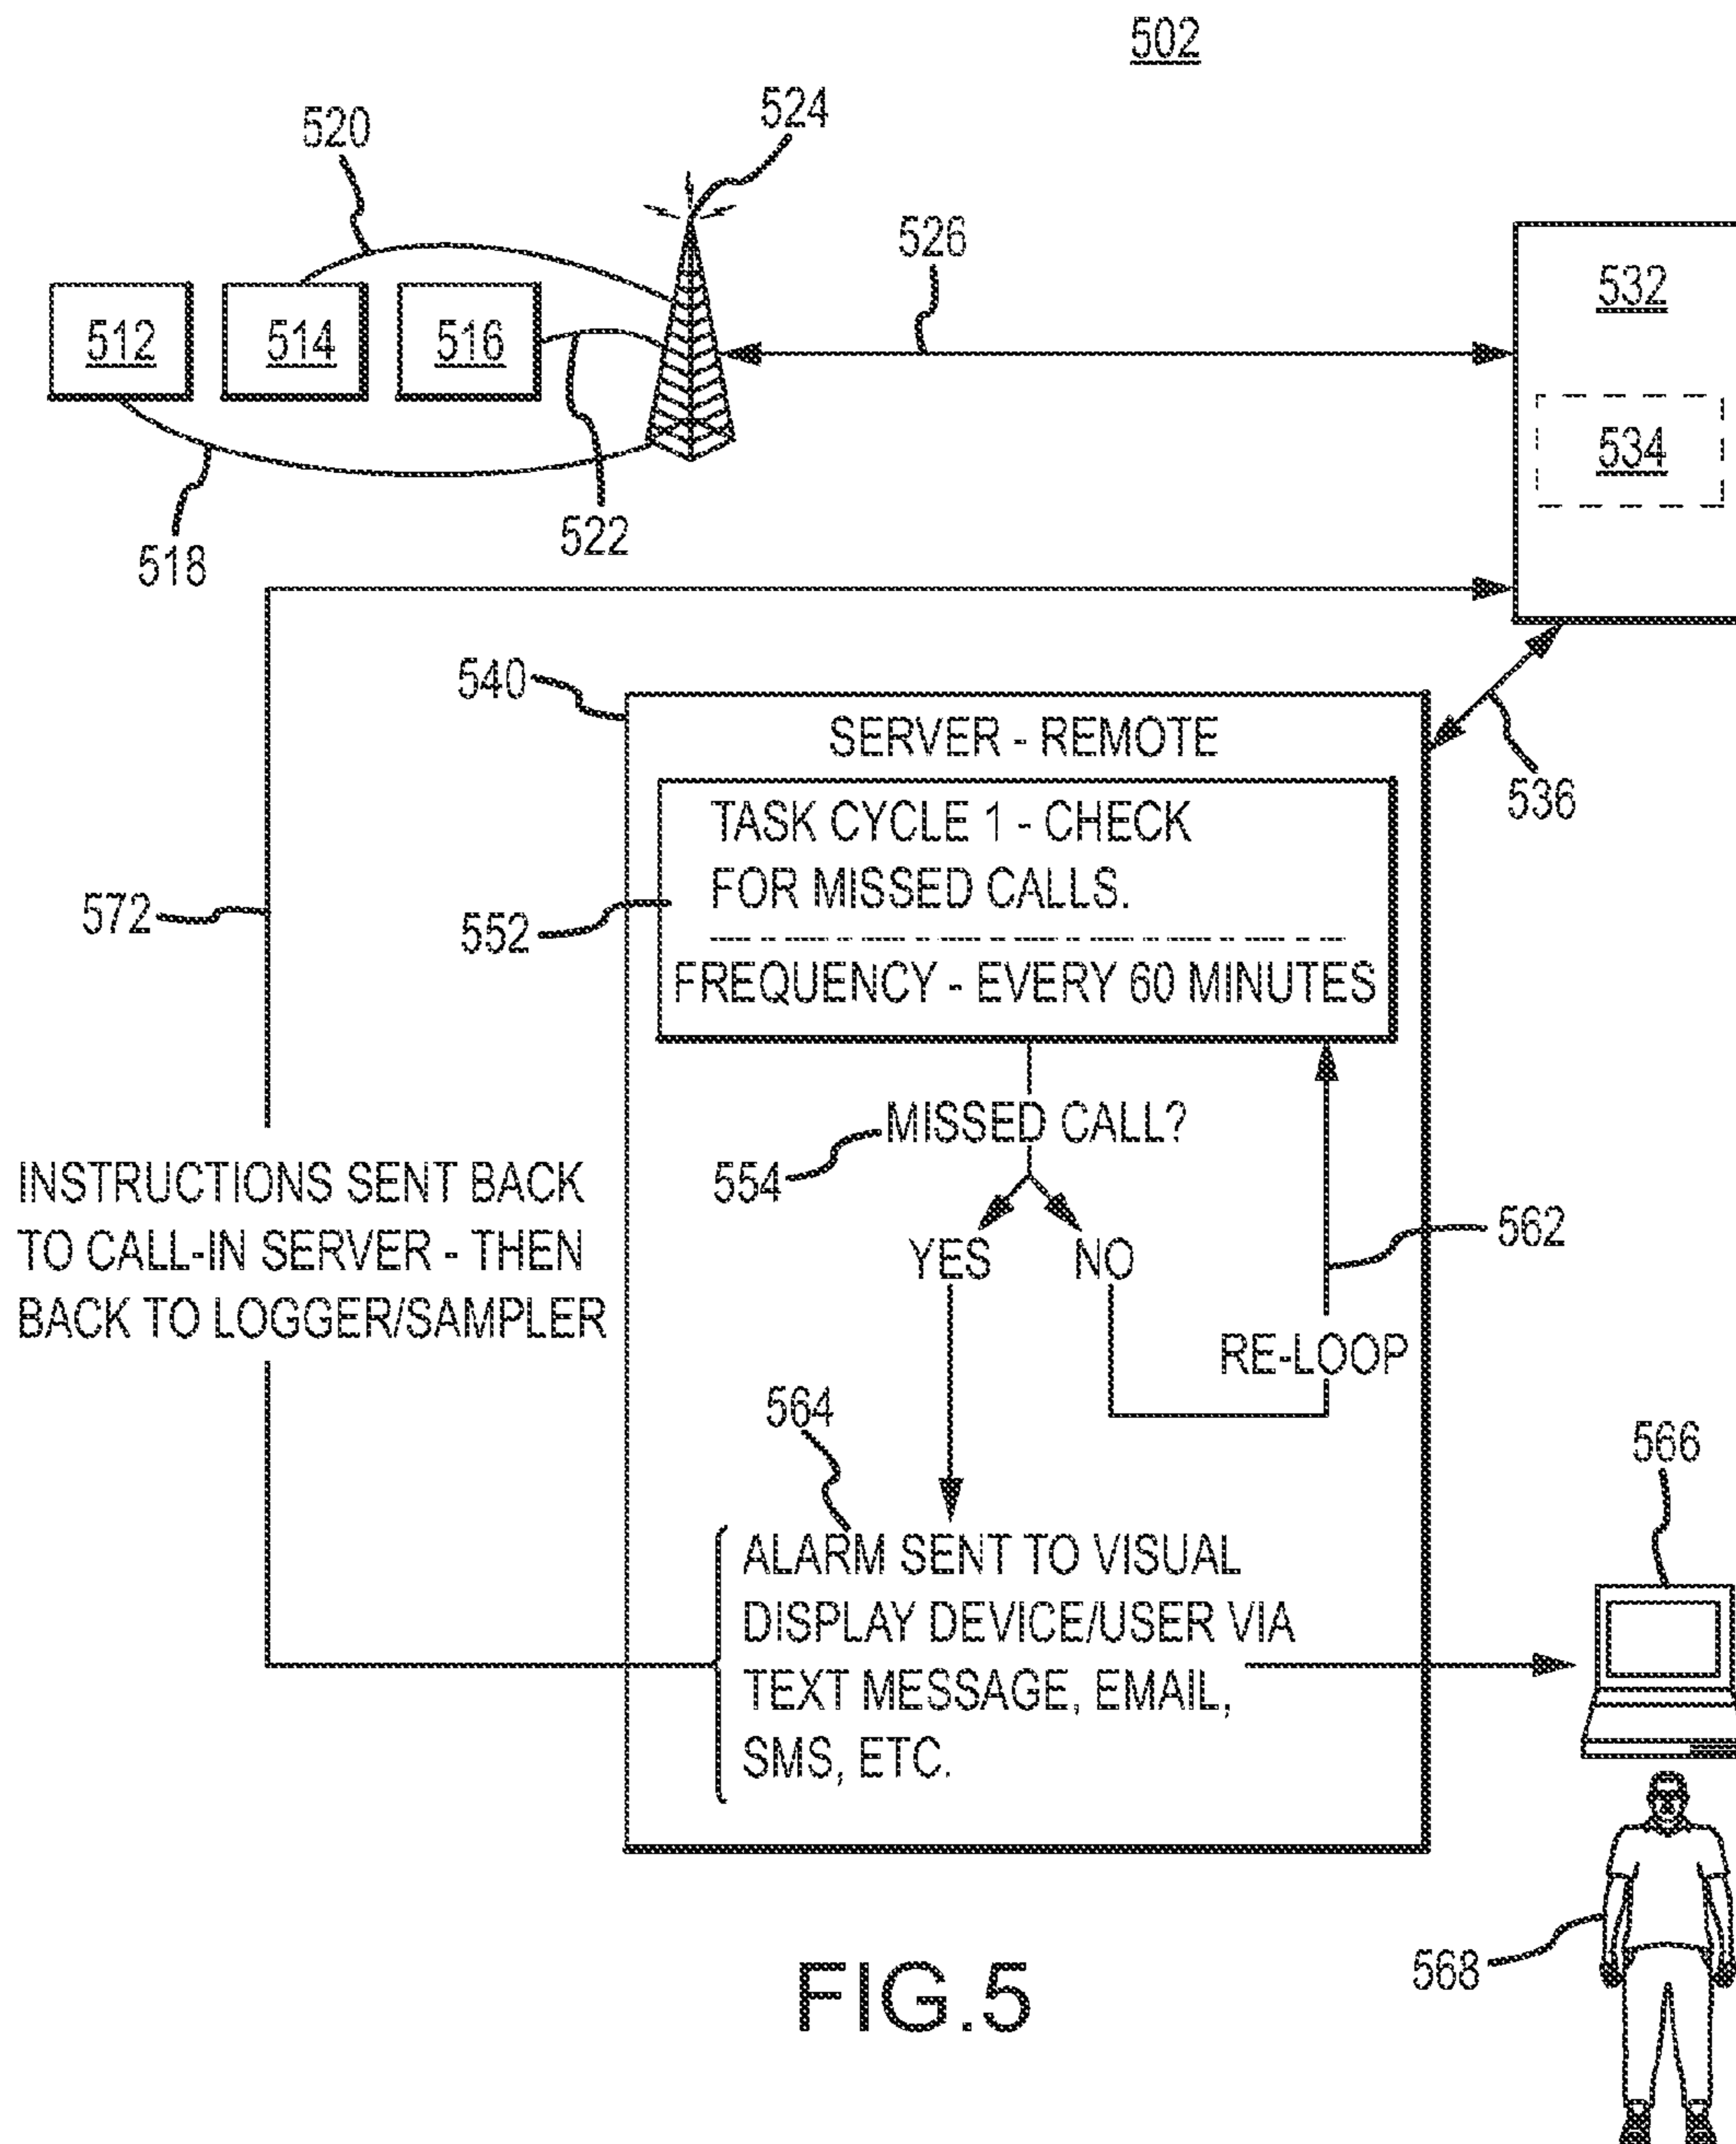 502
520
524
526
512
514
516
532
534
522
518
536
540
SERVER - REMOTE
TASK CYCLE 1 - CHECK
FOR MISSED CALLS.
FREQUENCY - EVERY 60 MINUTES
552
572
MISSED CALL?
554
YES
NO
562
RE-LOOP
INSTRUCTIONS SENT BACK
TO CALL-IN SERVER - THEN
BACK TO LOGGER/SAMPLER
564
ALARM SENT TO VISUAL
DISPLAY DEVICE/USER VIA
TEXT MESSAGE, EMAIL,
SMS, ETC.
566
568
FIG.5